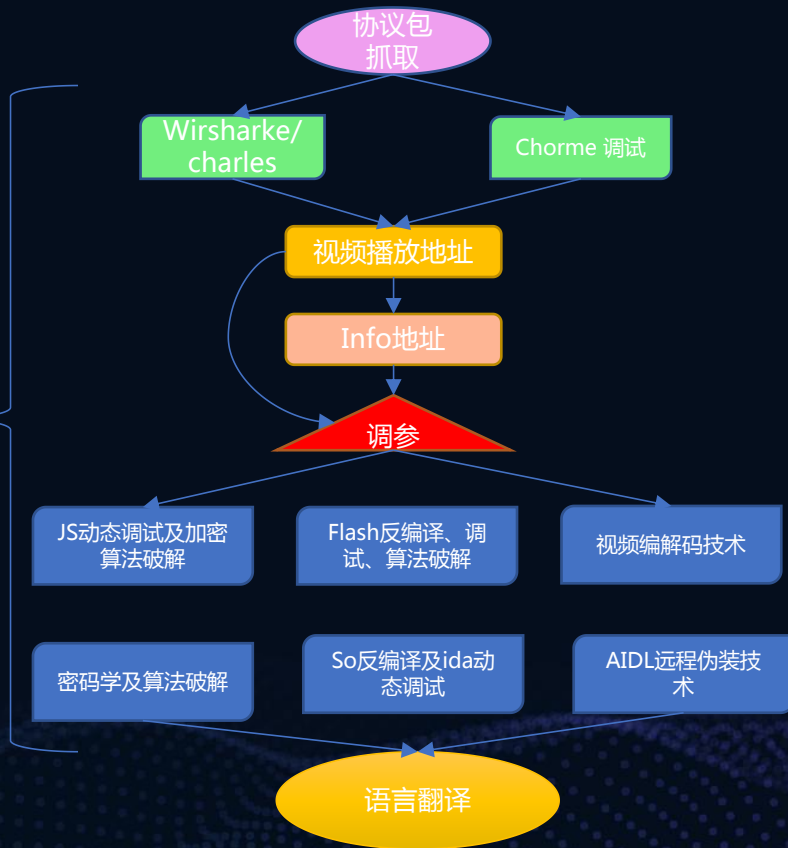 协议包
抓取
Wirsharke/
charles
Chorme 调试
视频播放地址
Info地址
调参
JS动态调试及加密
算法破解
Flash反编译、调
试、算法破解
视频编解码技术
密码学及算法破解
So反编译及ida动
态调试
AIDL远程伪装技
术
语言翻译